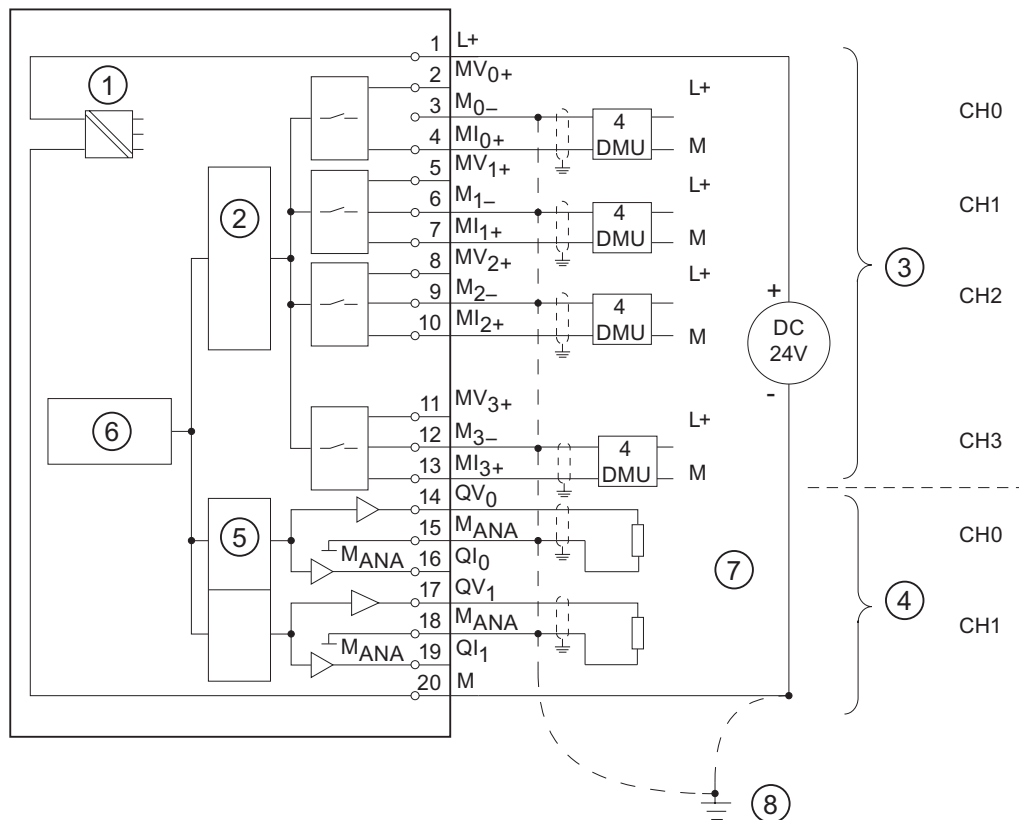 1 L+
2 MV0+
3 M0–
4 MI0+
5 MV1+
6 M1–
7 MI1+
8 MV2+
9 M2–
10 MI2+
11 MV3+
12 M3–
13 MI3+
14 QV0
15 MANA
16 QI0
17 QV1
18 MANA
19 QI1
20 M
MANA
MANA
1
2
6
5
4
DMU
L+
M
4
DMU
L+
M
4
DMU
L+
M
4
DMU
L+
M
+
DC
24V
-
CH0
CH1
3
CH2
CH3
CH0
4
CH1
7
8